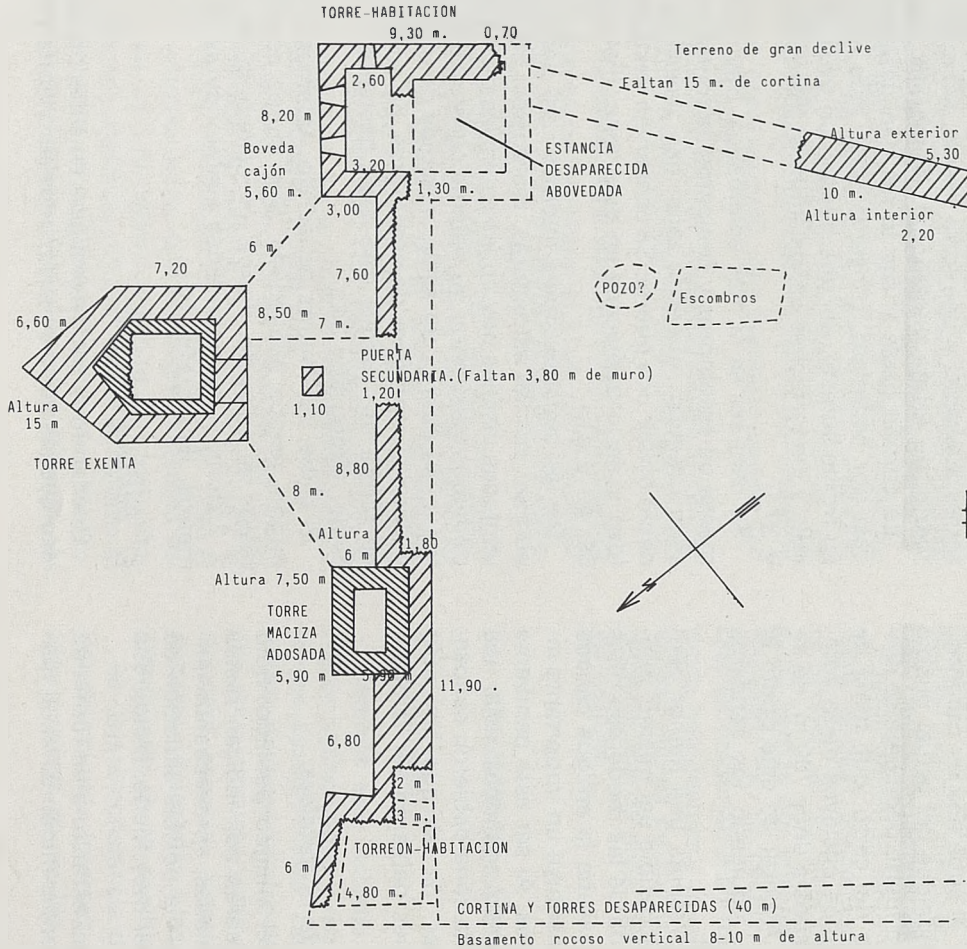 TORRE-HABITACION
9,30 m.
0,70
Terreno de gran declive
Faltan 15 m. de cortina
2,60
8,20 m
Altura exterior
5,30
Boveda
cajón
5,60 m.
3,20
ESTANCIA
DESAPARECIDA
ABOVEDADA
1,30 m.
10 m.
3,00
Altura interior
2,20
6 m
7,20
7,60
POZO?
Escombros
6,60 m
8,50
7 m.
PUERTA
SECUNDARIA.(Faltan 3,80 m de muro)
1,20
1,10
Altura
15 m
TORRE EXENTA
8,80
8 m.
Altura
6 m
1,80
Altura 7,50 m
TORRE
MACIZA
ADOSADA
5,90 m
5,90 m
11,90 .
N
6,80
2 m
3 m.
TORREON-HABITACION
6 m
4,80 m.
CORTINA Y TORRES DESAPARECIDAS (40 m)
Basamento rocoso vertical 8-10 m de altura